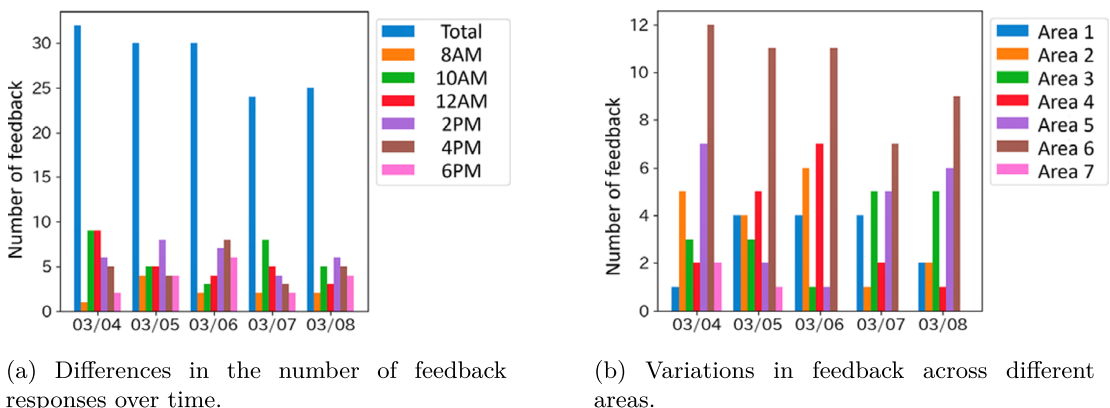 Number of feedback
30
25
20
15
10
5
0
03/04 03/05 03/06 03/07 03/08
Total
8AM
10AM
12AM
2PM
4PM
6PM
(a) Differences in the number of feedback
responses over time.
Number of feedback
12
10
8
6
4
2
0
03/04 03/05 03/06 03/07 03/08
Area 1
Area 2
Area 3
Area 4
Area 5
Area 6
Area 7
(b) Variations in feedback across different
areas.